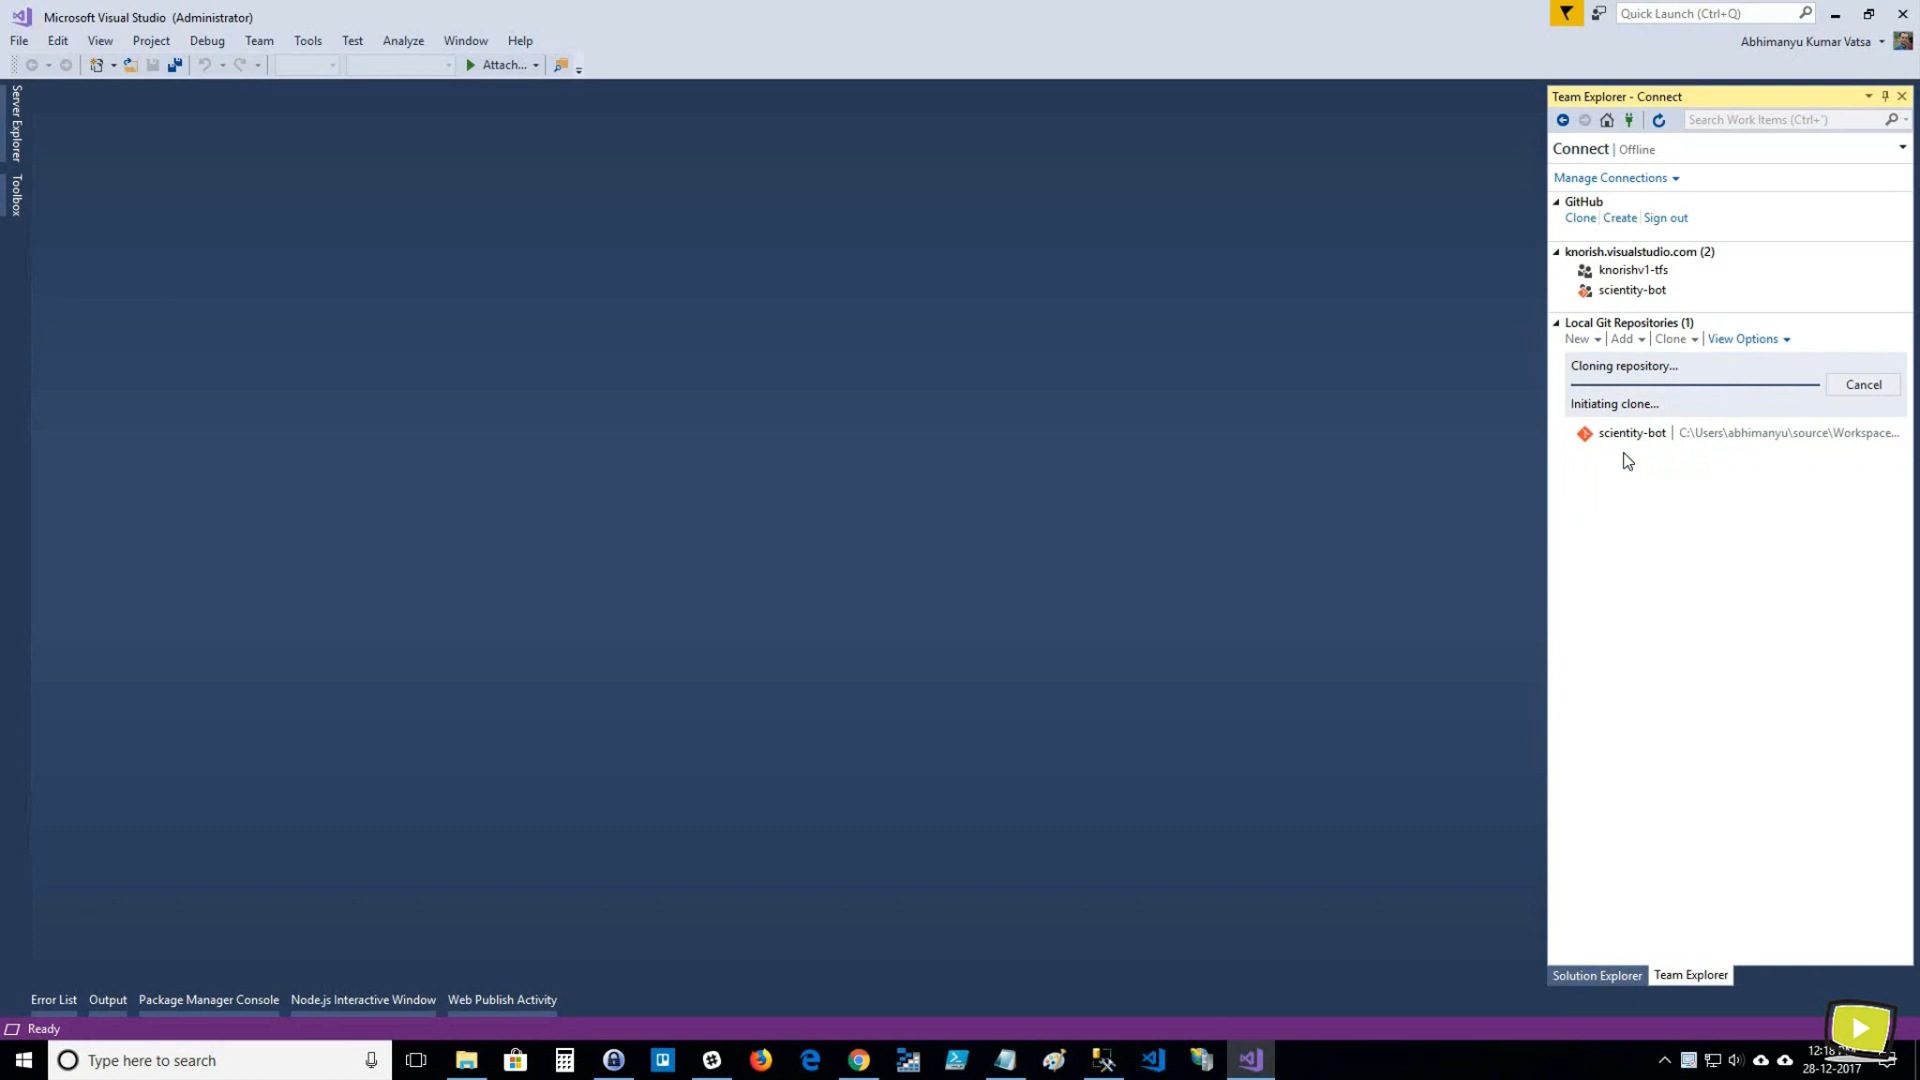 Microsoft Visual Studio (Administrator)
Quick Launch (Ctrl+Q)
File Edit View Project Debug Team Tools Test Analyze Window Help
Abhimanyu Kumar Vatsa
Attach...
Server Explorer
Toolbox
Team Explorer - Connect
Search Work Items (Ctrl+')
Connect | Offline
Manage Connections
GitHub
Clone | Create | Sign out
knorish.visualstudio.com (2)
knorishv1-tfs
scientity-bot
Local Git Repositories (1)
New | Add | Clone | View Options
Cloning repository...
Cancel
Initiating clone...
scientity-bot | C:\Users\abhimanyu\source\Workspace...
Solution Explorer Team Explorer
Error List Output Package Manager Console Node.js Interactive Window Web Publish Activity
Ready
Type here to search
12:18
28-12-2017